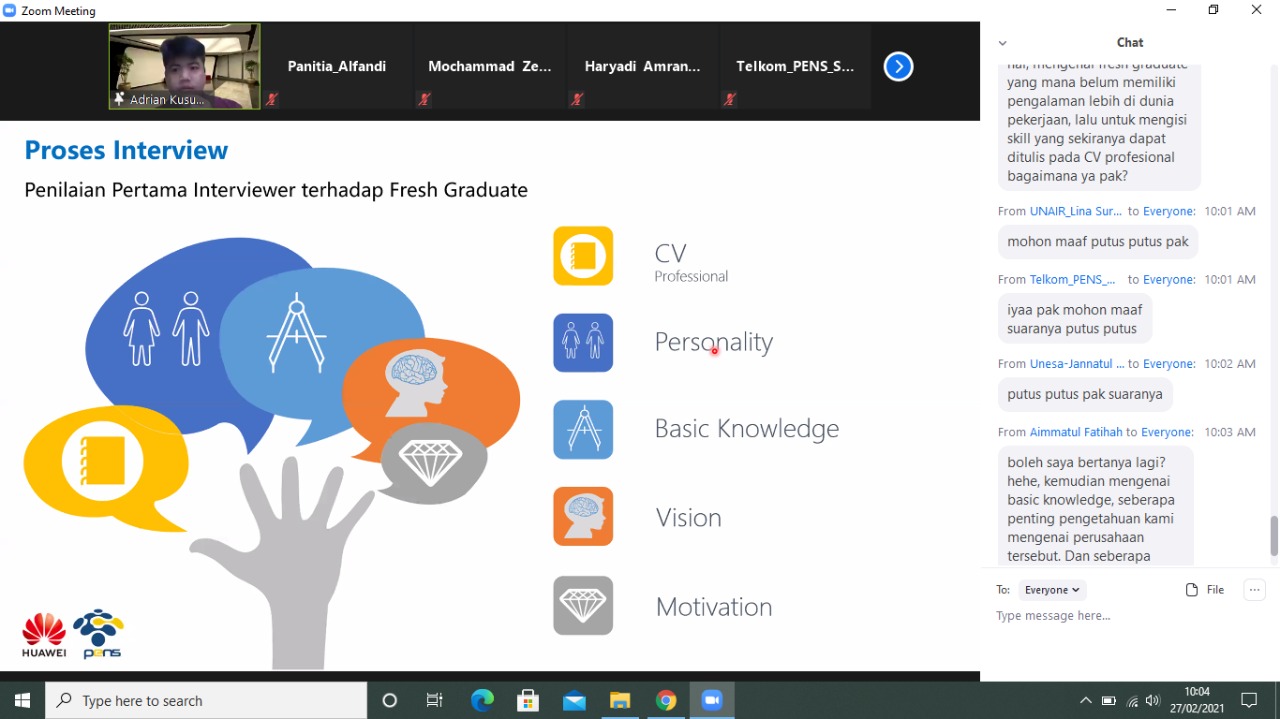 Zoom Meeting
Adrian Kusu...
Panitia_Alfandi
Mochammad Ze...
Haryadi Amran...
Telkom_PENS_S...
Proses Interview
Penilaian Pertama Interviewer terhadap Fresh Graduate
CV
Professional
Personality
Basic Knowledge
Vision
Motivation
HUAWEI
pens
Chat
hal, mengenai fresh graduate
yang mana belum memiliki
pengalaman lebih di dunia
pekerjaan, lalu untuk mengisi
skill yang sekiranya dapat
ditulis pada CV profesional
bagaimana ya pak?
From UNAIR_Lina Sur... to Everyone: 10:01 AM
mohon maaf putus putus pak
From Telkom_PENS_... to Everyone: 10:01 AM
iyaa pak mohon maaf
suaranya putus putus
From Unesa-Jannatul ... to Everyone: 10:02 AM
putus putus pak suaranya
From Aimmatul Fatihah to Everyone: 10:03 AM
boleh saya bertanya lagi?
hehe, kemudian mengenai
basic knowledge, seberapa
penting pengetahuan kami
mengenai perusahaan
tersebut. Dan seberapa
To: Everyone File ...
Type message here...
Type here to search
10:04
27/02/2021